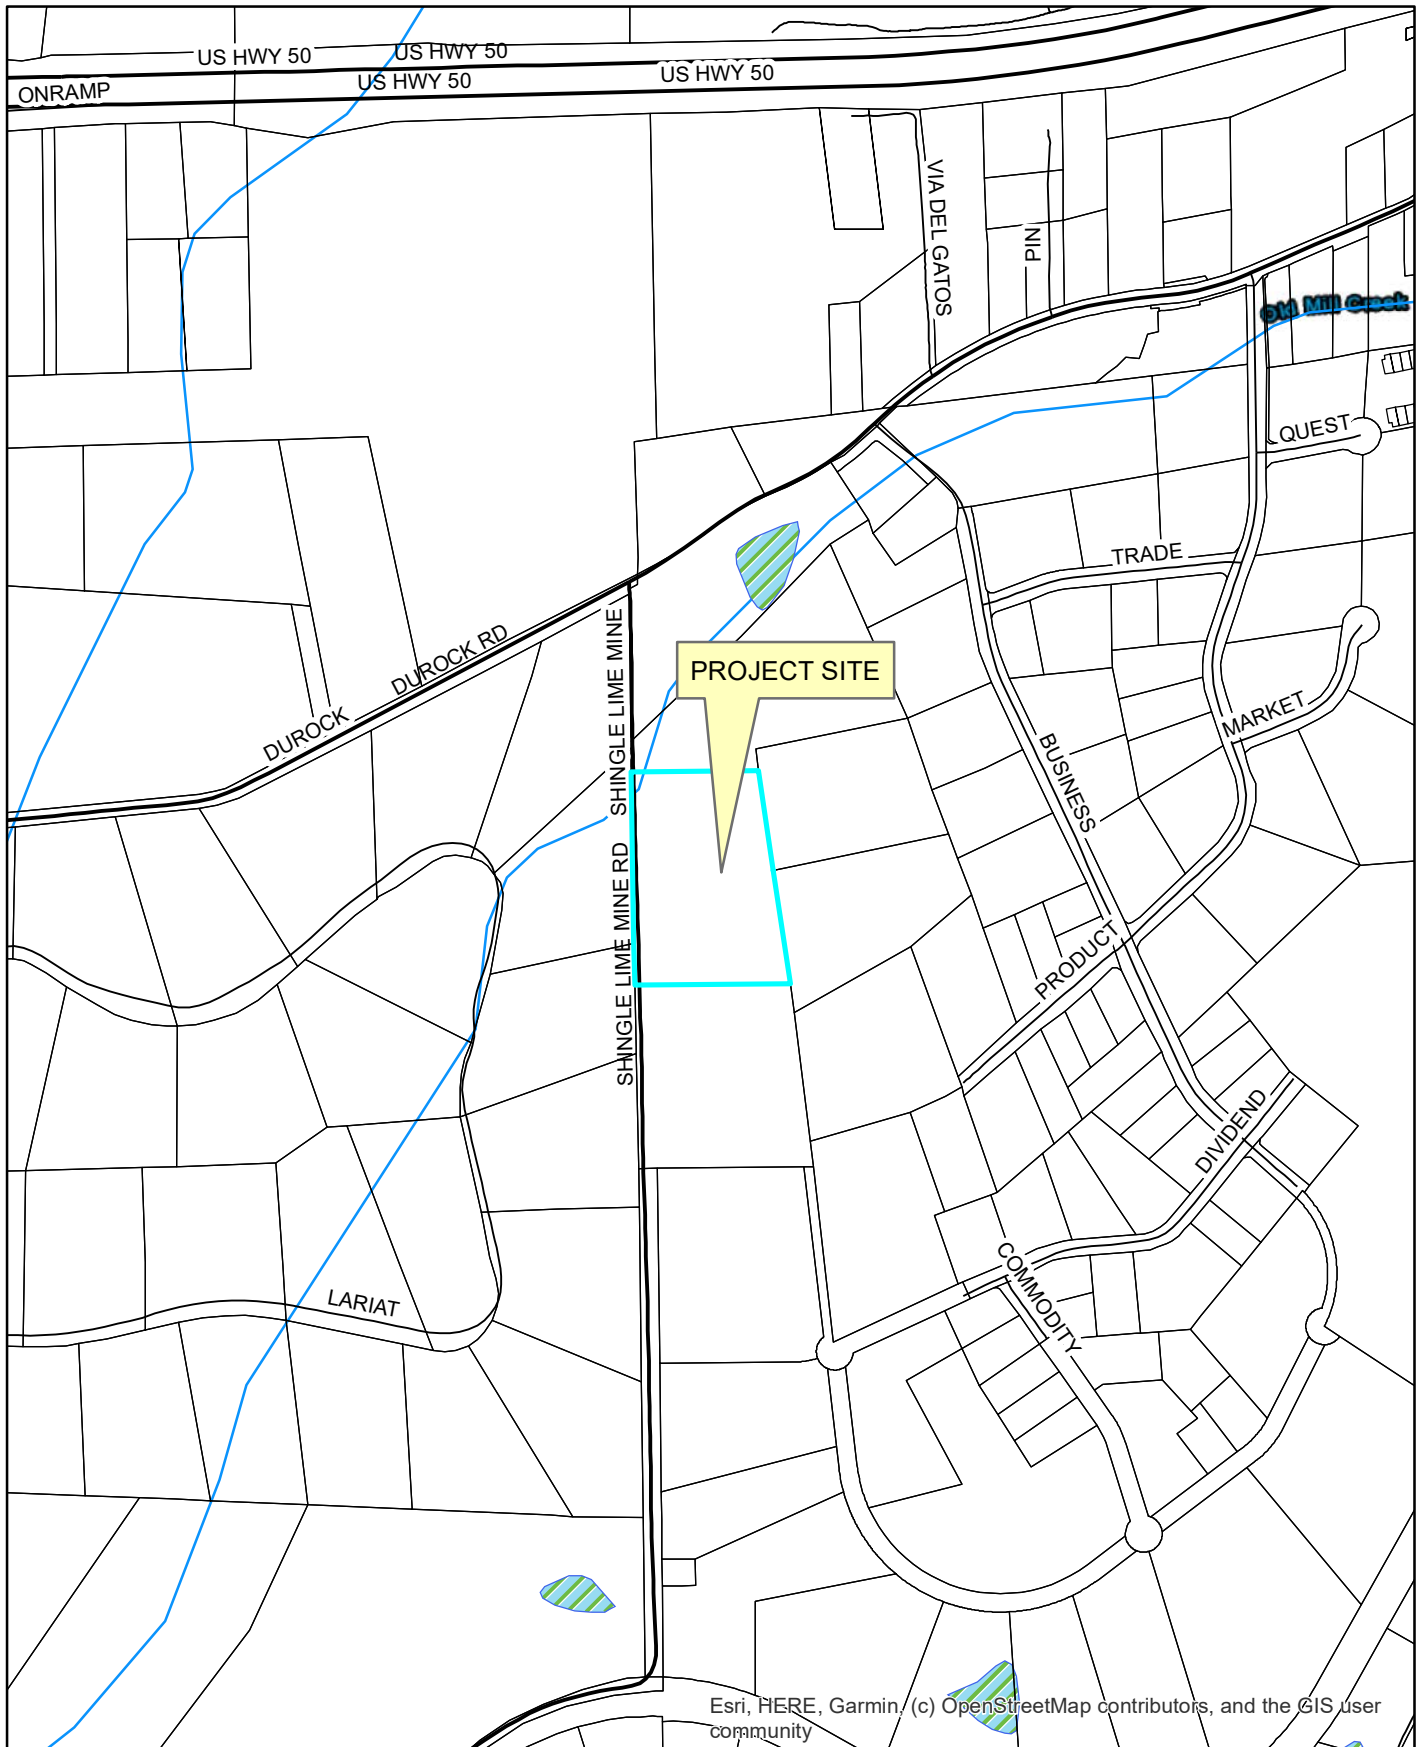 US HWY 50
US HWY 50
US HWY 50
US HWY 50
ONRAMP
VIA DEL GATOS
PIN
Old Mill Creek
QUEST
TRADE
DUROCK RD
DUROCK
SHINGLE LIME MINE
PROJECT SITE
MARKET
BUSINESS
SHINGLE LIME MINE RD
PRODUCT
DIVIDEND
COMMODITY
LARIAT
Esri, HERE, Garmin, (c) OpenStreetMap contributors, and the GIS user
community